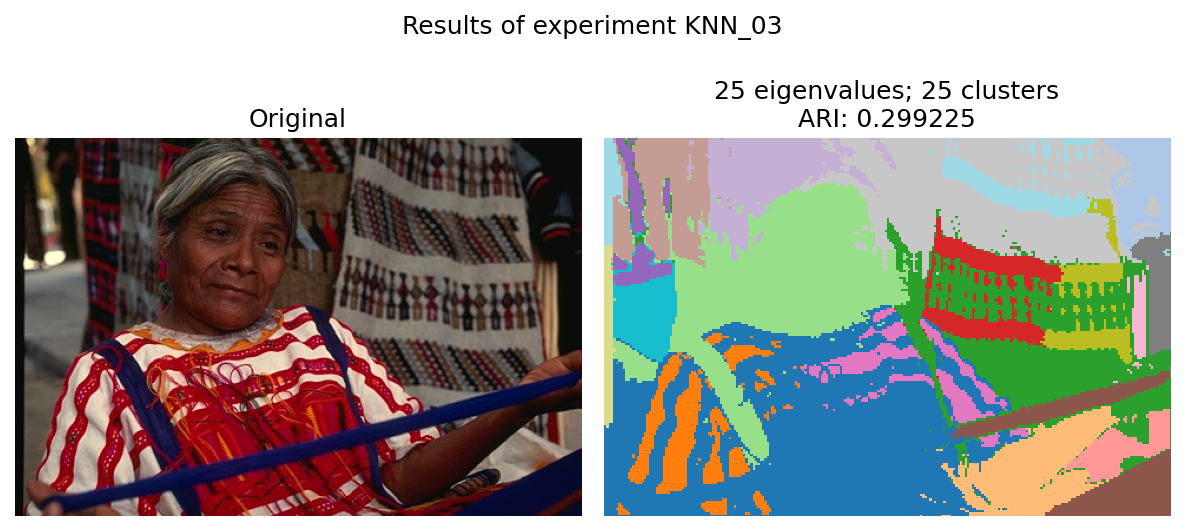 Results of experiment KNN_03
Original
25 eigenvalues; 25 clusters
ARI: 0.299225